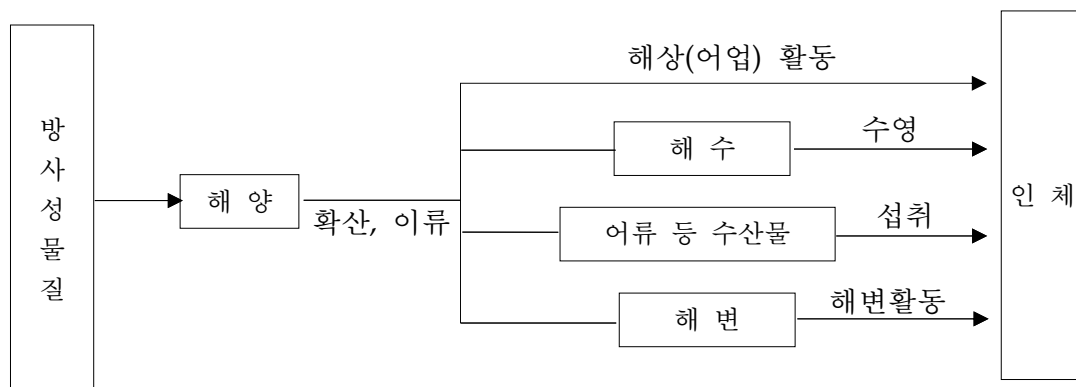 방사성물질
해 양
확산, 이류
해상(어업) 활동
해 수
수영
어류 등 수산물
섭취
해 변
해변활동
인 체